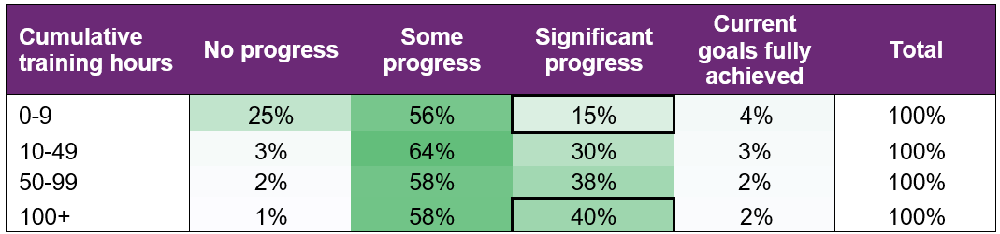 Cumulative training hours No progress Some progress Significant progress Current goals fully achieved Total
0-9 25% 56% 15% 4% 100%
10-49 3% 64% 30% 3% 100%
50-99 2% 58% 38% 2% 100%
100+ 1% 58% 40% 2% 100%